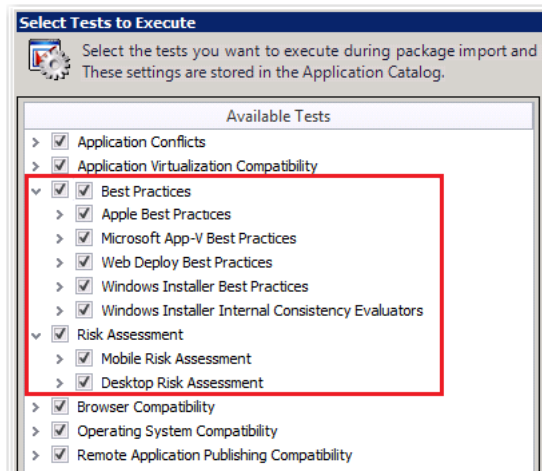 Select Tests to Execute
Select the tests you want to execute during package import and
These settings are stored in the Application Catalog.
Available Tests
Application Conflicts
Application Virtualization Compatibility
Best Practices
Apple Best Practices
Microsoft App-V Best Practices
Web Deploy Best Practices
Windows Installer Best Practices
Windows Installer Internal Consistency Evaluators
Risk Assessment
Mobile Risk Assessment
Desktop Risk Assessment
Browser Compatibility
Operating System Compatibility
Remote Application Publishing Compatibility